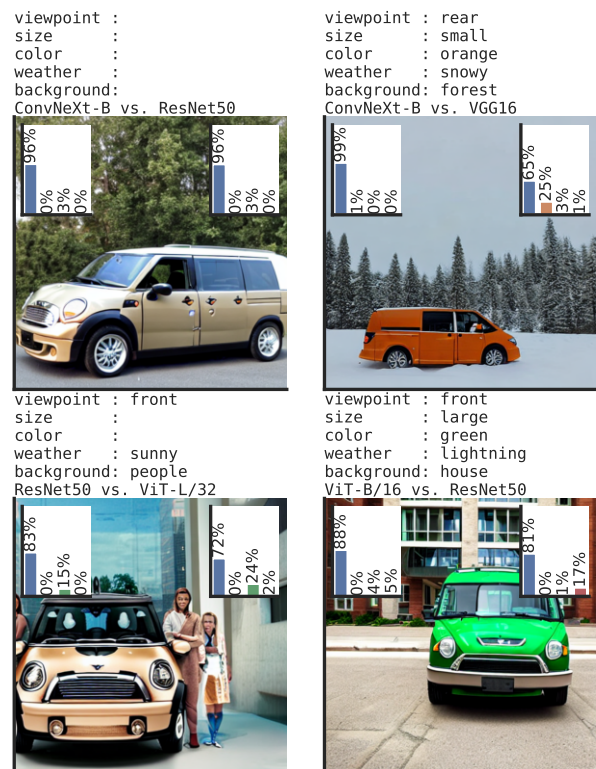 viewpoint :
size      :
color     :
weather   :
background:
ConvNeXt-B vs. ResNet50
96%
0%
3%
0%
96%
0%
3%
0%
viewpoint : rear
size      : small
color     : orange
weather   : snowy
background: forest
ConvNeXt-B vs. VGG16
99%
1%
0%
0%
65%
25%
3%
1%
viewpoint : front
size      :
color     :
weather   : sunny
background: people
ResNet50 vs. ViT-L/32
83%
0%
15%
0%
72%
0%
24%
2%
viewpoint : front
size      : large
color     : green
weather   : lightning
background: house
ViT-B/16 vs. ResNet50
88%
0%
4%
5%
81%
0%
1%
17%